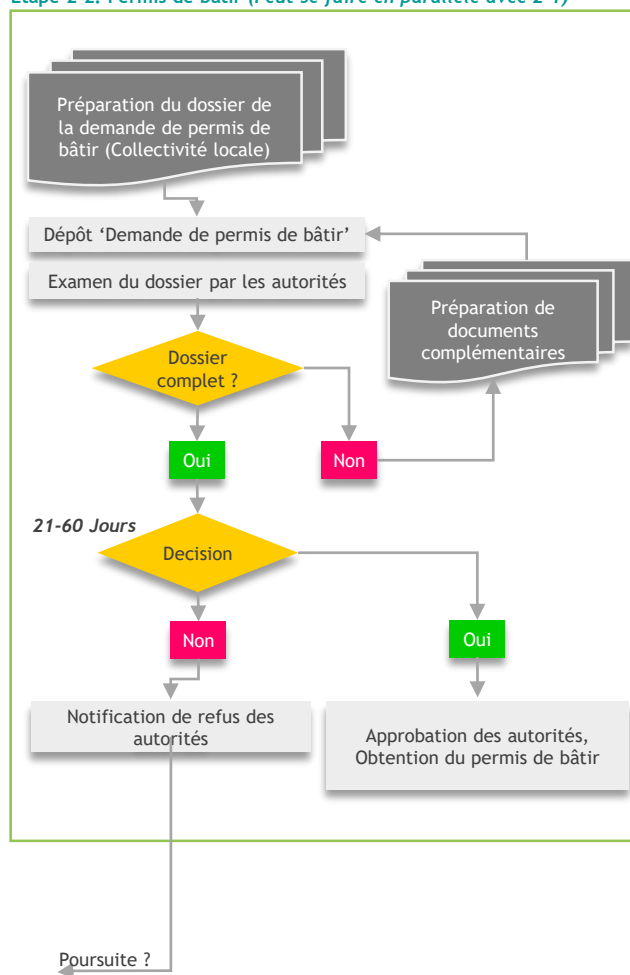 Etape 2-2: Permis de bâtir (Peut se faire en parallèle avec 2-1)
Préparation du dossier de
la demande de permis de
bâtir (Collectivité locale)
Dépôt ‘Demande de permis de bâtir’
Examen du dossier par les autorités
Préparation de
documents
complémentaires
Dossier
complet ?
Oui
Non
21-60 Jours
Decision
Non
Oui
Notification de refus des
autorités
Approbation des autorités,
Obtention du permis de bâtir
Poursuite ?